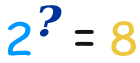 2^? = 8